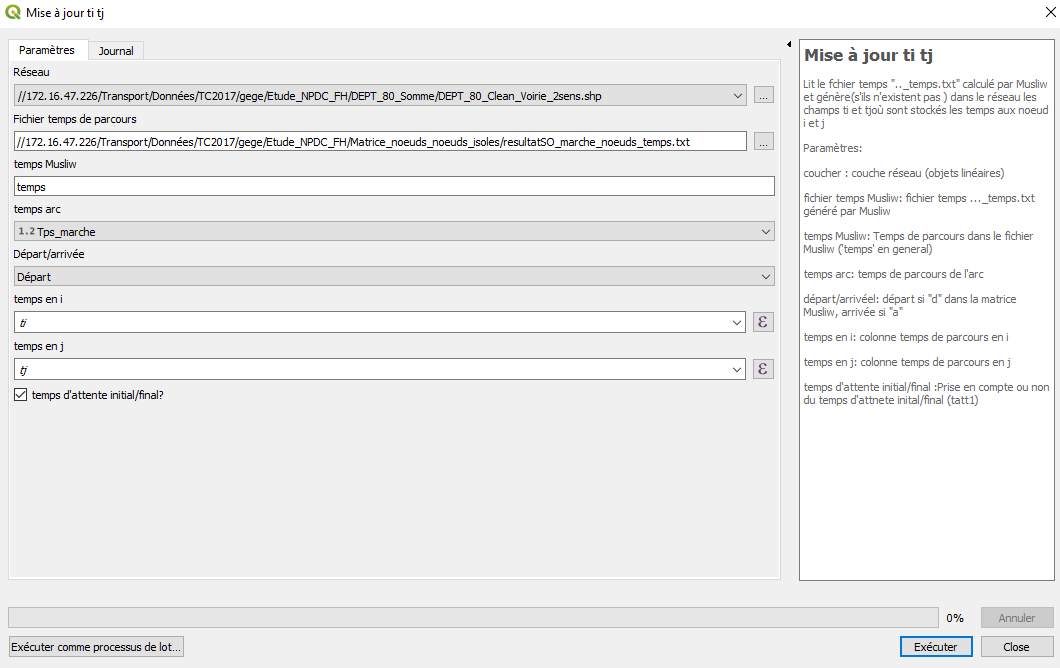 Mise à jour ti tj
Paramètres
Journal
Réseau
//172.16.47.226/Transport/Données/TC2017/gege/Etude_NPDC_FH/DEPT_80_Somme/DEPT_80_Clean_Voirie_2sens.shp
...
Fichier temps de parcours
//172.16.47.226/Transport/Données/TC2017/gege/Etude_NPDC_FH/Matrice_noeuds_noeuds_isoles/resultatSO_marche_noeuds_temps.txt
...
temps Musliw
temps
temps arc
1.2 Tps_marche
Départ/arrivée
Départ
temps en i
ti
ε
temps en j
tj
ε
temps d'attente initial/final?
Mise à jour ti tj
Lit le fchier temps ".._temps.txt" calculé par Musliw
et génère(s'ils n'existent pas ) dans le réseau les
champs ti et tjoù sont stockés les temps aux noeud
i et j
Paramètres:
coucher : couche réseau (objets linéaires)
fichier temps Musliw: fichier temps ..._temps.txt
généré par Musliw
temps Musliw: Temps de parcours dans le fichier
Musliw ('temps' en general)
temps arc: temps de parcours de l'arc
départ/arrivéel: départ si "d" dans la matrice
Musliw, arrivée si "a"
temps en i: colonne temps de parcours en i
temps en j: colonne temps de parcours en j
temps d'attente initial/final :Prise en compte ou non
du temps d'attnete inital/final (tatt1)
0%
Annuler
Exécuter comme processus de lot...
Exécuter
Close